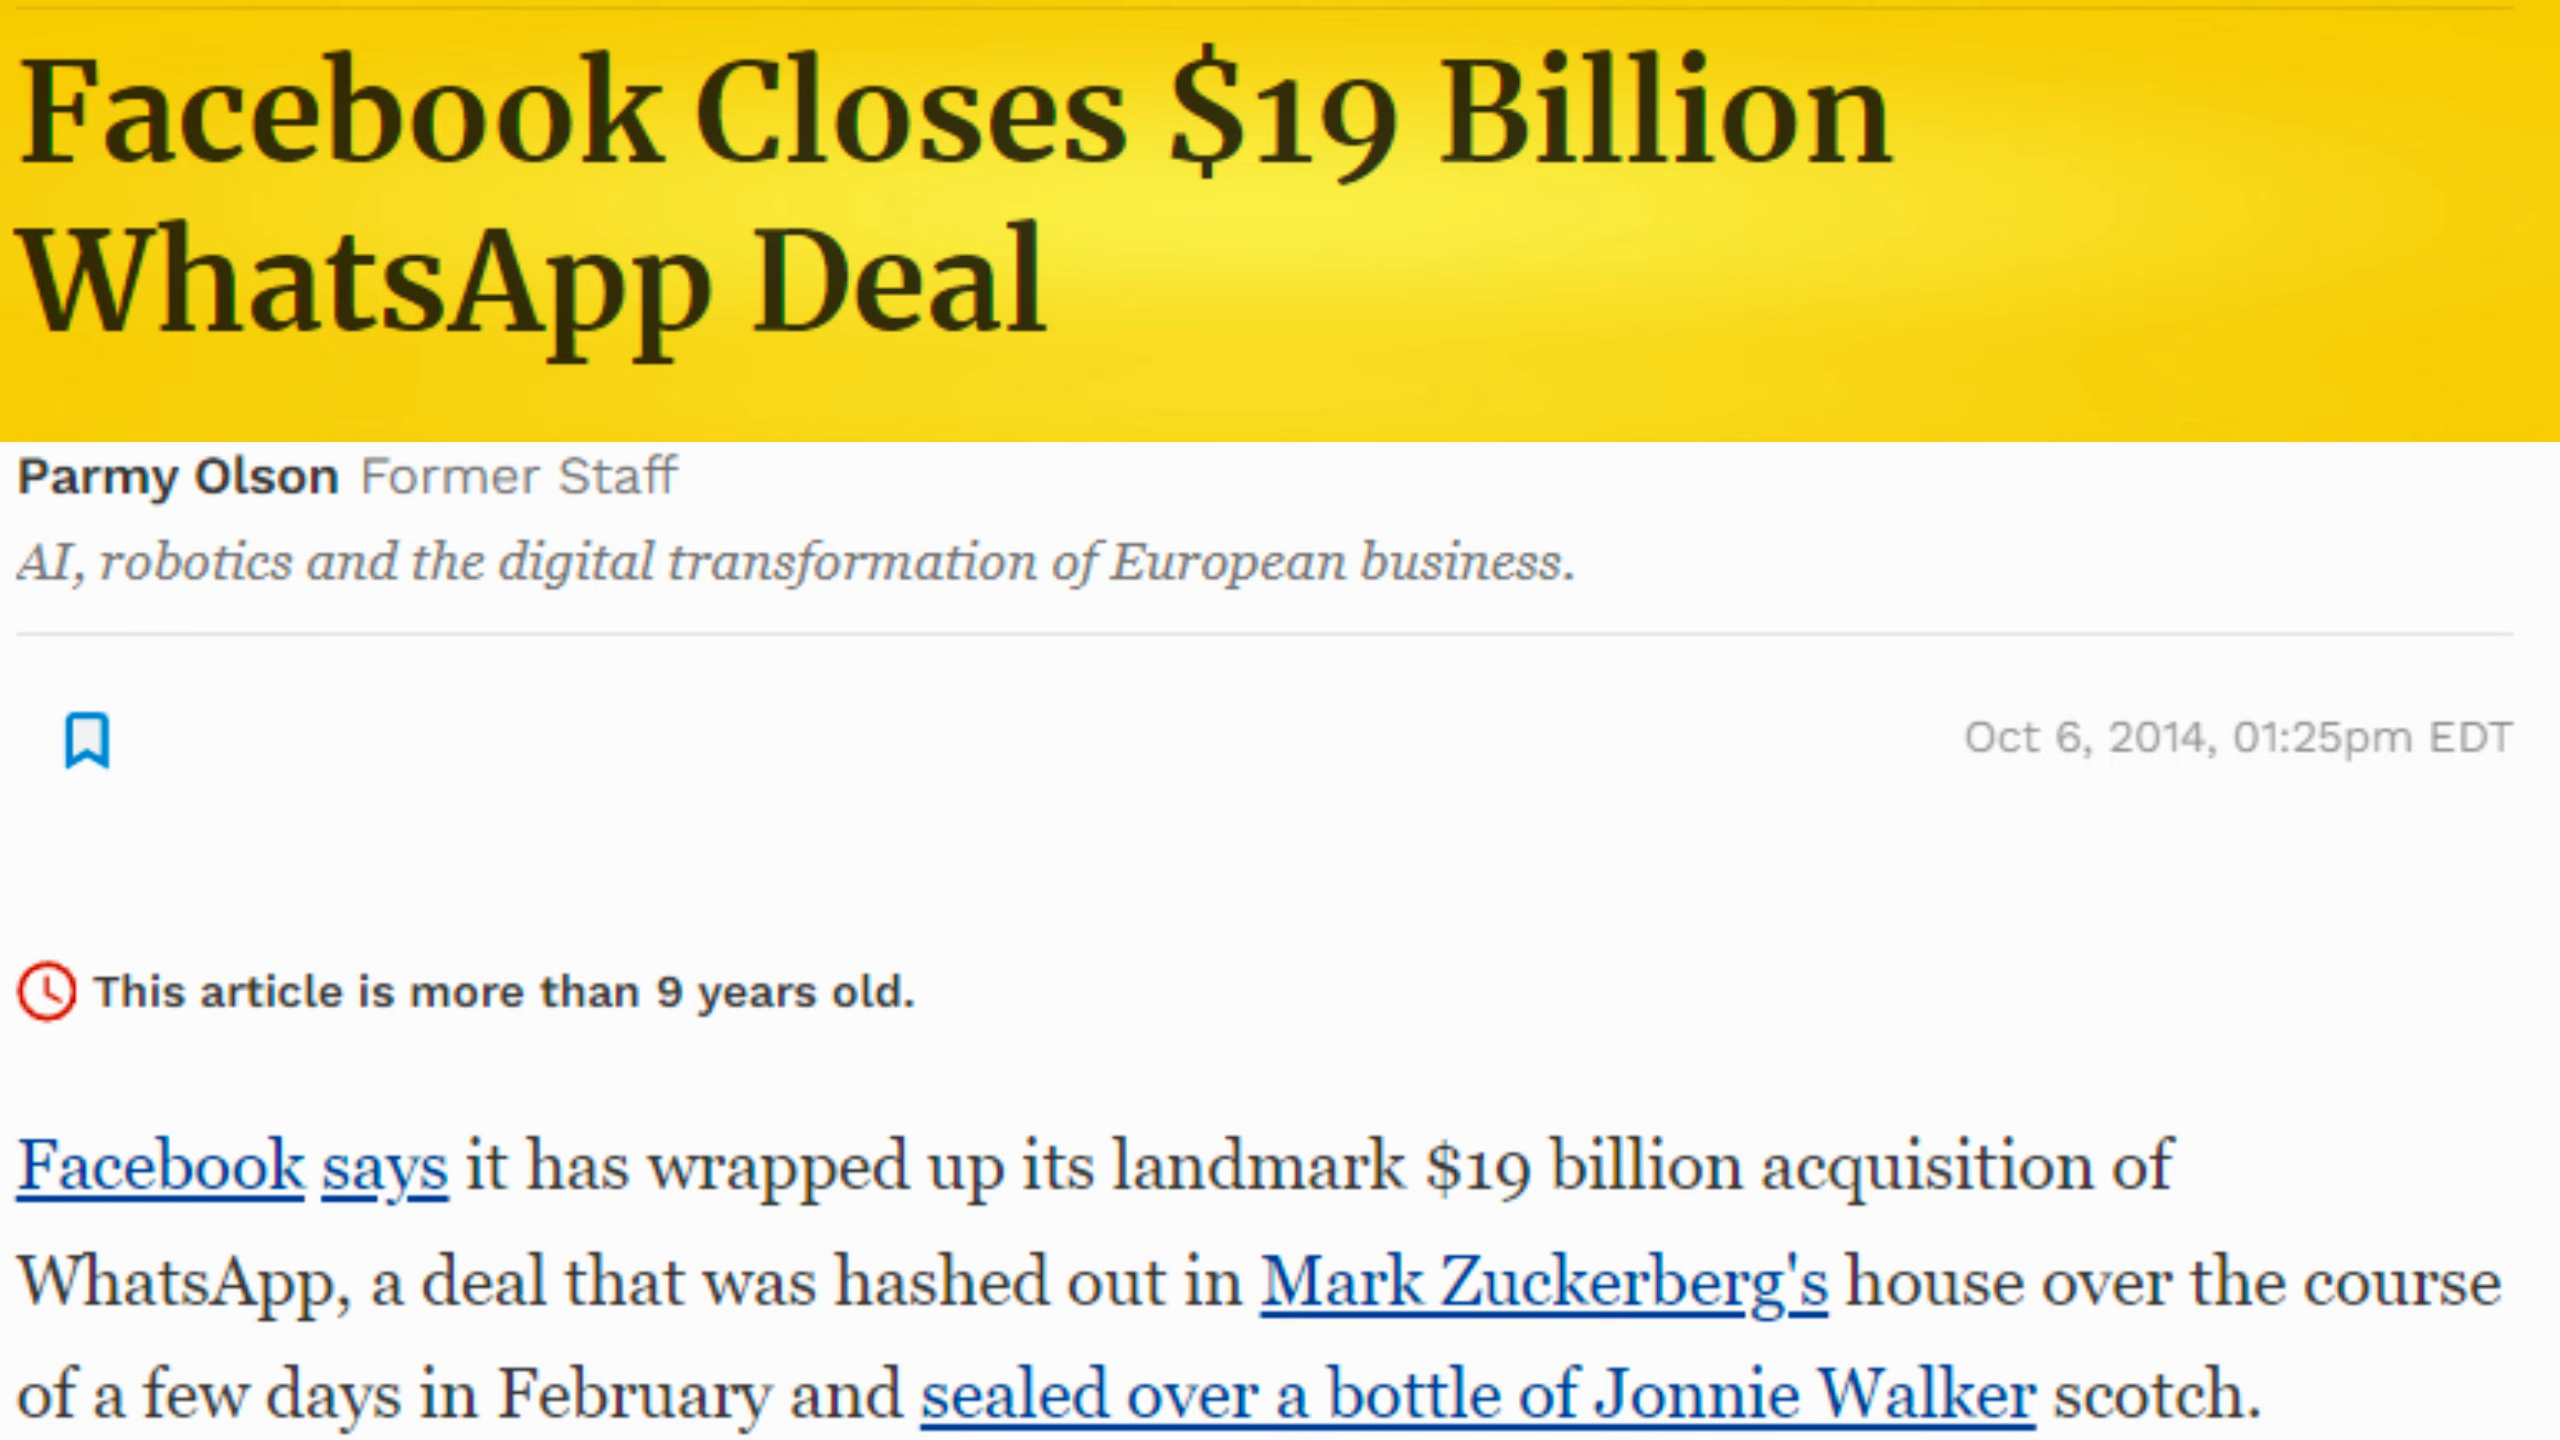 Facebook Closes $19 Billion
WhatsApp Deal
Parmy Olson Former Staff
AI, robotics and the digital transformation of European business.
Oct 6, 2014, 01:25pm EDT
This article is more than 9 years old.
Facebook says it has wrapped up its landmark $19 billion acquisition of
WhatsApp, a deal that was hashed out in Mark Zuckerberg's house over the course
of a few days in February and sealed over a bottle of Jonnie Walker scotch.